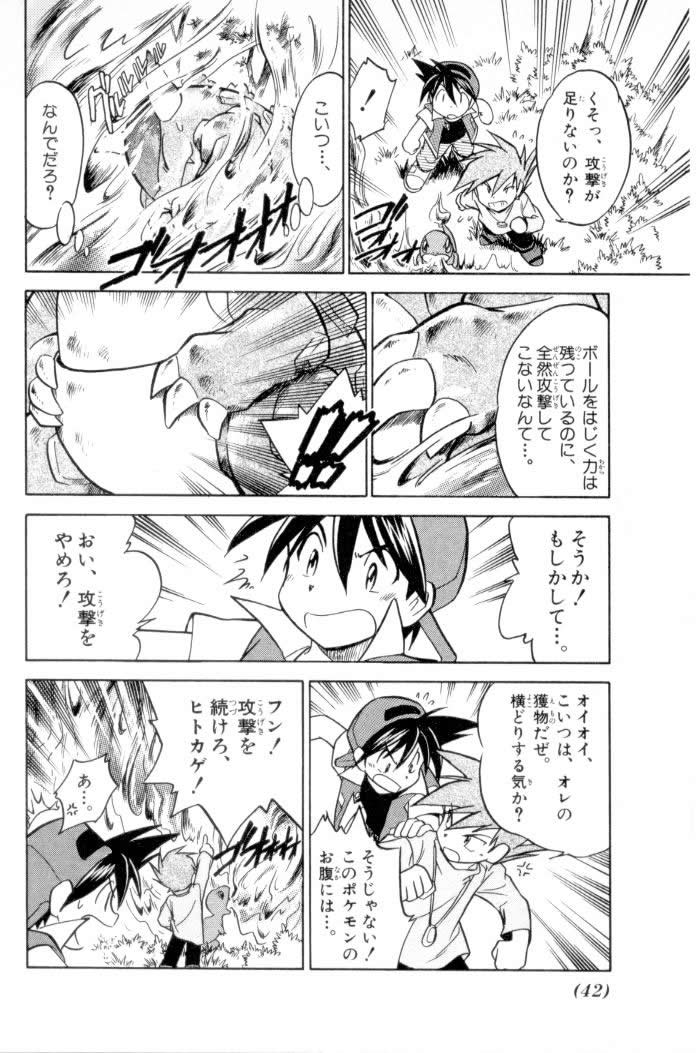 くそっ、攻撃が
足りないのか？
！
こいつ…、
なんでだろ？
グルルル
ゴオオオオオ
ボールをはじく力は
残っているのに、
全然攻撃して
こないなんて…。
そうか！
もしかして…。
おい、攻撃を
やめろ！
オイオイ、
こいつは、オレの
獲物だぜ。
横どりする気か？
そうじゃない！
このポケモンの
お腹には…。
フン！
攻撃を
続けろ、
ヒトカゲ！
あ…。
(42)